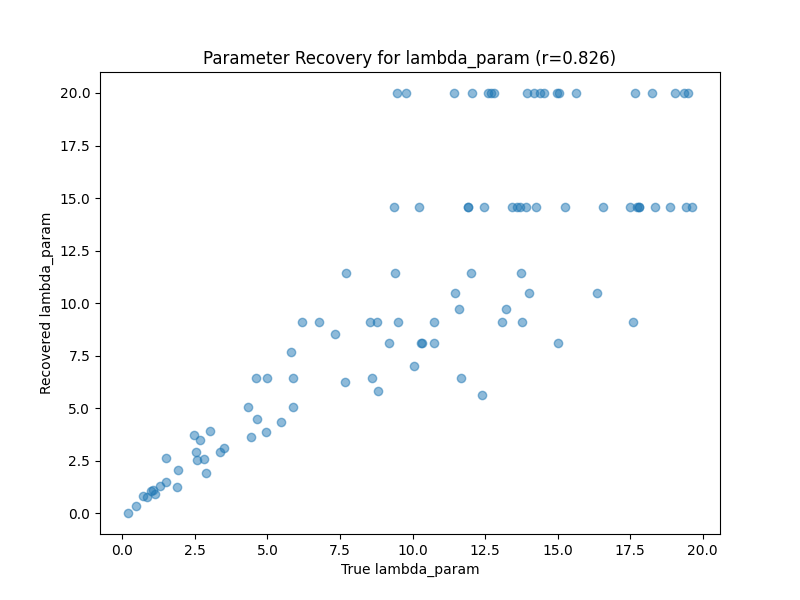 Parameter Recovery for lambda_param (r=0.826)
Recovered lambda_param
20.0
17.5
15.0
12.5
10.0
7.5
5.0
2.5
0.0
0.0 2.5 5.0 7.5 10.0 12.5 15.0 17.5 20.0
True lambda_param